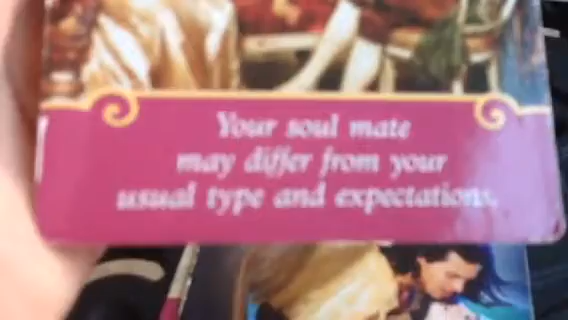 Your soul mate
may differ from your
usual type and expectations.